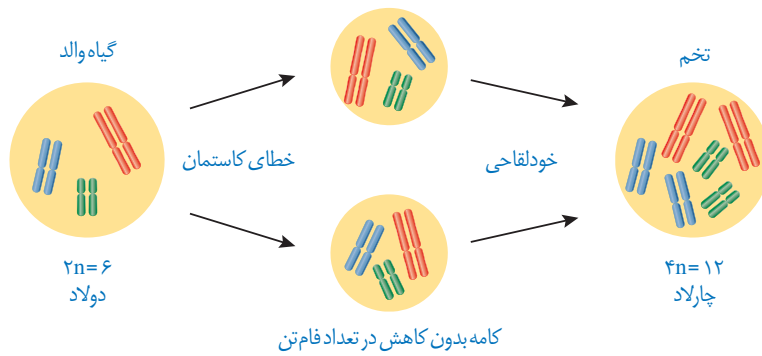 گیاه والد
تخم
خطای کاستمان
خودلقاحی
۲n= ۶
دولاد
۴n= ۱۲
چارلاد
کامه بدون کاهش در تعداد فام‌تن